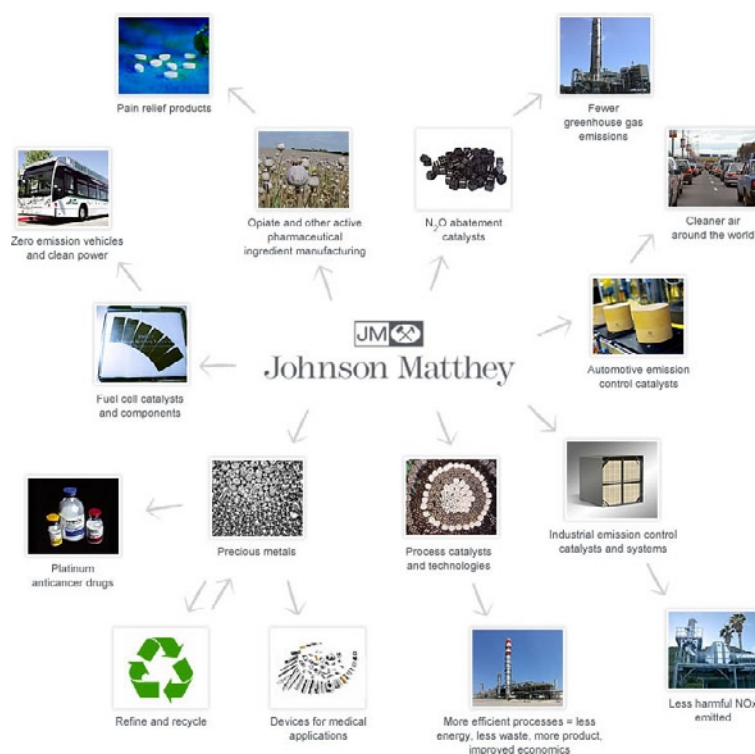 Pain relief products
Fewer
greenhouse gas
emissions
Zero emission vehicles
and clean power
Opiate and other active
pharmaceutical
ingredient manufacturing
N₂O abatement
catalysts
Cleaner air
around the world
JM
Johnson Matthey
Fuel cell catalysts
and components
Automotive emission
control catalysts
Platinum
anticancer drugs
Precious metals
Process catalysts
and technologies
Industrial emission control
catalysts and systems
Refine and recycle
Devices for medical
applications
More efficient processes = less
energy, less waste, more product,
improved economics
Less harmful NOx
emitted